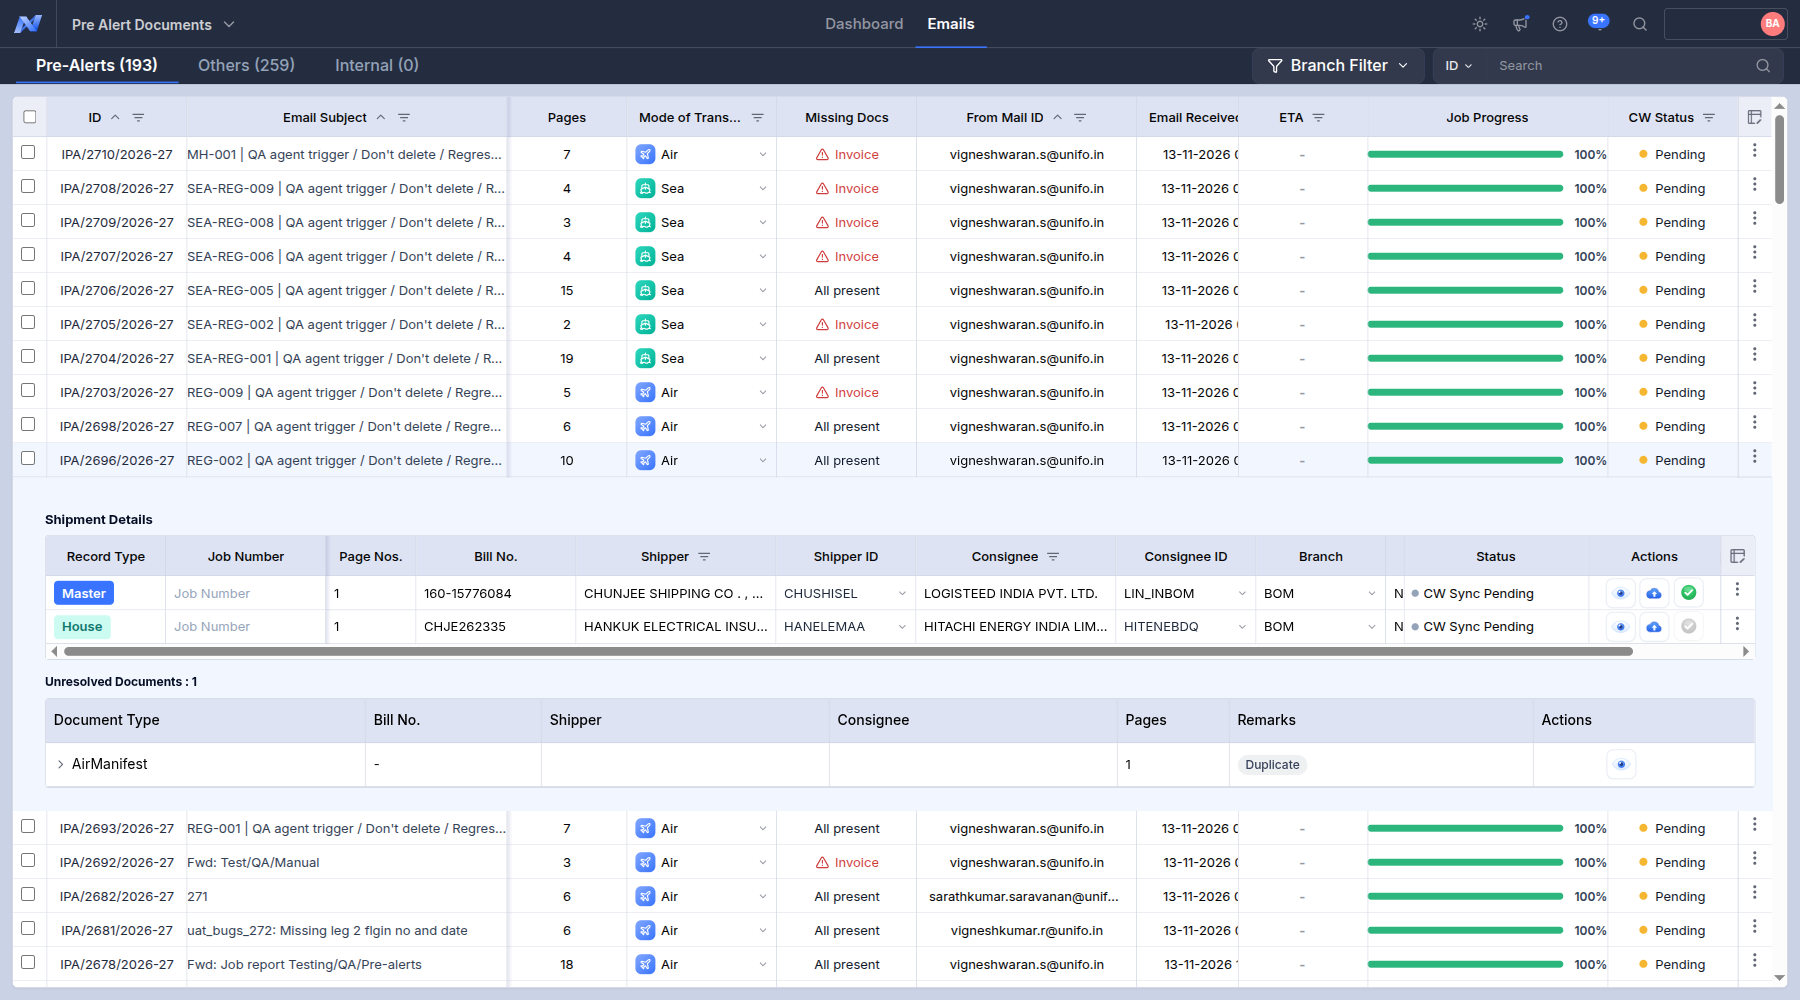 Pre Alert Documents
Dashboard
Emails
9+
BA
Pre-Alerts (193)
Others (259)
Internal (0)
Branch Filter
ID
Search
ID Email Subject Pages Mode of Trans... Missing Docs From Mail ID Email Received ETA Job Progress CW Status
IPA/2710/2026-27 MH-001 | QA agent trigger / Don't delete / Regres... 7 Air Invoice vigneshwaran.s@unifo.in 13-11-2026 - 100% Pending
IPA/2708/2026-27 SEA-REG-009 | QA agent trigger / Don't delete / R... 4 Sea Invoice vigneshwaran.s@unifo.in 13-11-2026 - 100% Pending
IPA/2709/2026-27 SEA-REG-008 | QA agent trigger / Don't delete / R... 3 Sea Invoice vigneshwaran.s@unifo.in 13-11-2026 - 100% Pending
IPA/2707/2026-27 SEA-REG-006 | QA agent trigger / Don't delete / R... 4 Sea Invoice vigneshwaran.s@unifo.in 13-11-2026 - 100% Pending
IPA/2706/2026-27 SEA-REG-005 | QA agent trigger / Don't delete / R... 15 Sea All present vigneshwaran.s@unifo.in 13-11-2026 - 100% Pending
IPA/2705/2026-27 SEA-REG-002 | QA agent trigger / Don't delete / R... 2 Sea Invoice vigneshwaran.s@unifo.in 13-11-2026 - 100% Pending
IPA/2704/2026-27 SEA-REG-001 | QA agent trigger / Don't delete / R... 19 Sea All present vigneshwaran.s@unifo.in 13-11-2026 - 100% Pending
IPA/2703/2026-27 REG-009 | QA agent trigger / Don't delete / Regre... 5 Air Invoice vigneshwaran.s@unifo.in 13-11-2026 - 100% Pending
IPA/2698/2026-27 REG-007 | QA agent trigger / Don't delete / Regre... 6 Air All present vigneshwaran.s@unifo.in 13-11-2026 - 100% Pending
IPA/2696/2026-27 REG-002 | QA agent trigger / Don't delete / Regre... 10 Air All present vigneshwaran.s@unifo.in 13-11-2026 - 100% Pending
Shipment Details
Record Type Job Number Page Nos. Bill No. Shipper Shipper ID Consignee Consignee ID Branch Status Actions
Master Job Number 1 160-15776084 CHUNJEE SHIPPING CO . , ... CHUSHISEL LOGISTEED INDIA PVT. LTD. LIN_INBOM BOM N CW Sync Pending
House Job Number 1 CHJE262335 HANKUK ELECTRICAL INSU... HANELEMAA HITACHI ENERGY INDIA LIM... HITENEBDQ BOM N CW Sync Pending
Unresolved Documents : 1
Document Type Bill No. Shipper Consignee Pages Remarks Actions
AirManifest - 1 Duplicate
IPA/2693/2026-27 REG-001 | QA agent trigger / Don't delete / Regres... 7 Air All present vigneshwaran.s@unifo.in 13-11-2026 - 100% Pending
IPA/2692/2026-27 Fwd: Test/QA/Manual 3 Air Invoice vigneshwaran.s@unifo.in 13-11-2026 - 100% Pending
IPA/2682/2026-27 271 6 Air All present sarathkumar.saravanan@unif... 13-11-2026 - 100% Pending
IPA/2681/2026-27 uat_bugs_272: Missing leg 2 flgin no and date 6 Air All present vigneshkumar.r@unifo.in 13-11-2026 - 100% Pending
IPA/2678/2026-27 Fwd: Job report Testing/QA/Pre-alerts 18 Air All present vigneshwaran.s@unifo.in 13-11-2026 - 100% Pending